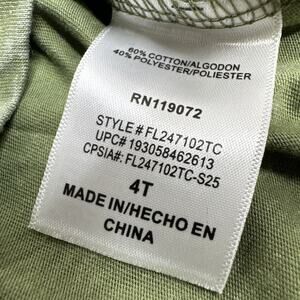 60% COTTON/ALGODON
40% POLYESTER/POLIESTER
RN119072
STYLE # FL247102TC
UPC# 193058462613
CPSIA#: FL247102TC-S25
4T
MADE IN/HECHO EN
CHINA